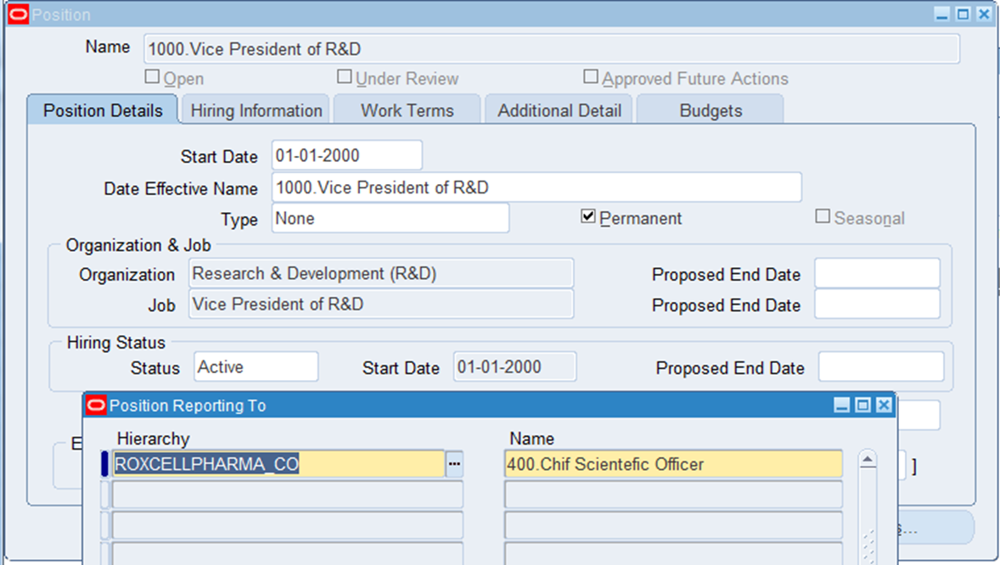 Position
Name 1000.Vice President of R&D
Open Under Review Approved Future Actions
Position Details Hiring Information Work Terms Additional Detail Budgets
Start Date 01-01-2000
Date Effective Name 1000.Vice President of R&D
Type None Permanent Seasonal
Organization & Job
Organization Research & Development (R&D) Proposed End Date
Job Vice President of R&D Proposed End Date
Hiring Status
Status Active Start Date 01-01-2000 Proposed End Date
Position Reporting To
Hierarchy Name
ROXCELLPHARMA_CO ... 400.Chif Scientefic Officer
]